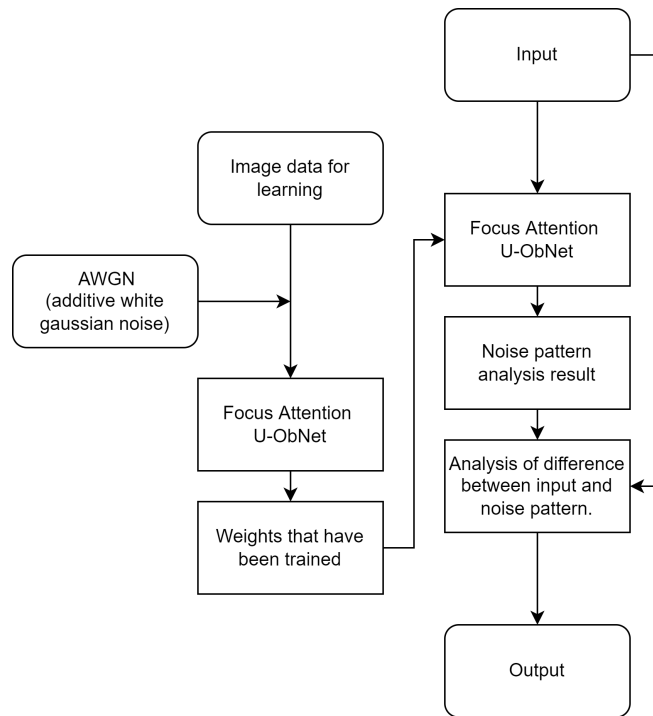 Input
Image data for
learning
Focus Attention
U-ObNet
AWGN
(additive white
gaussian noise)
Noise pattern
analysis result
Focus Attention
U-ObNet
Analysis of difference
between input and
noise pattern.
Weights that have
been trained
Output